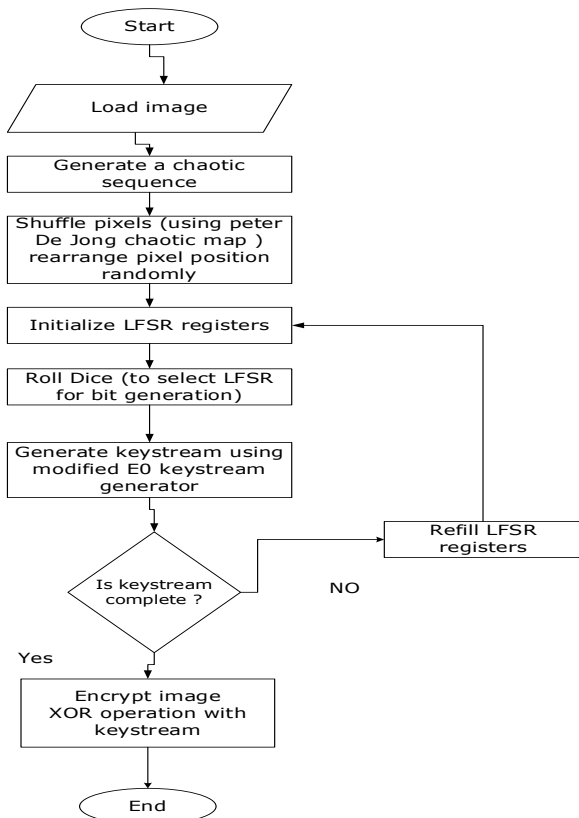 Start
Load image
Generate a chaotic
sequence
Shuffle pixels (using peter
De Jong chaotic map )
rearrange pixel position
randomly
Initialize LFSR registers
Roll Dice (to select LFSR
for bit generation)
Generate keystream using
modified E0 keystream
generator
Is keystream
complete ?
Refill LFSR
registers
NO
Yes
Encrypt image
XOR operation with
keystream
End